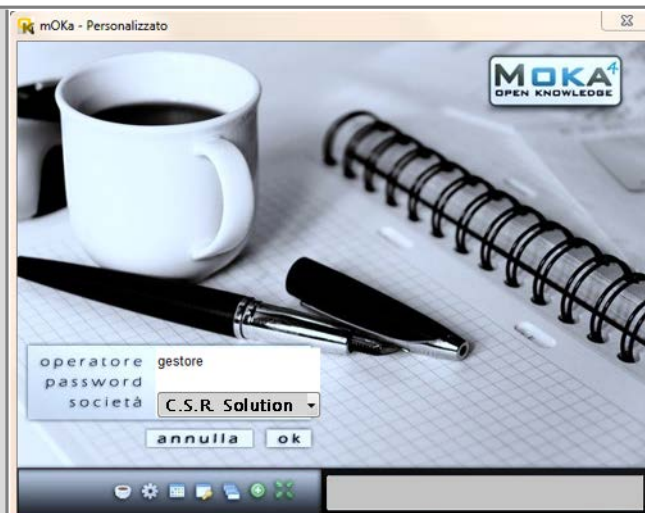 mOKa - Personalizzato
MOKA4
OPEN KNOWLEDGE
operatore gestore
password
società C.S.R. Solution
annulla ok